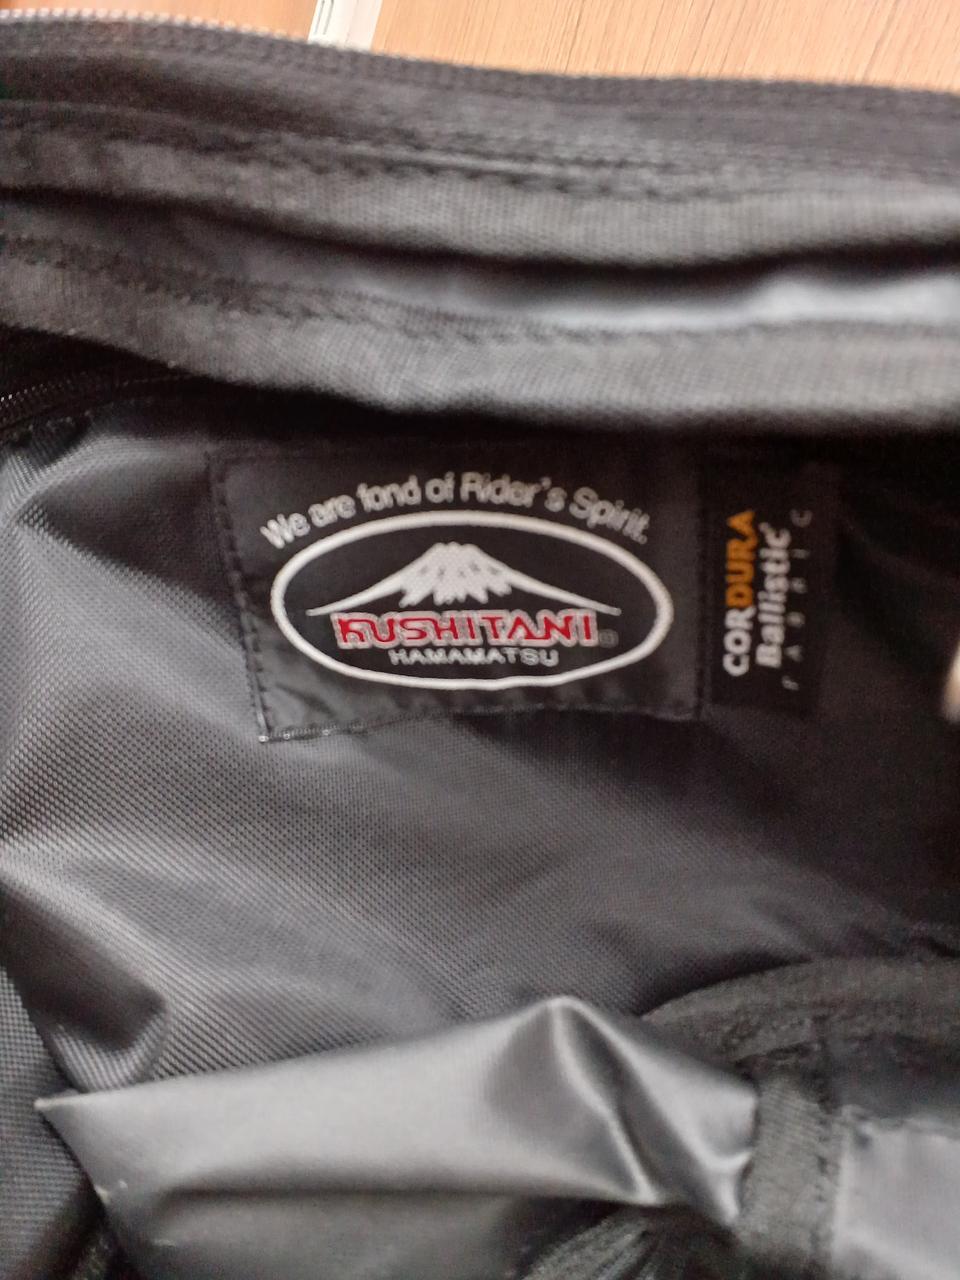 We are fond of Rider's Spirit.
KUSHITANI
HAMAMATSU
CORDURA
Ballistic
FABRIC